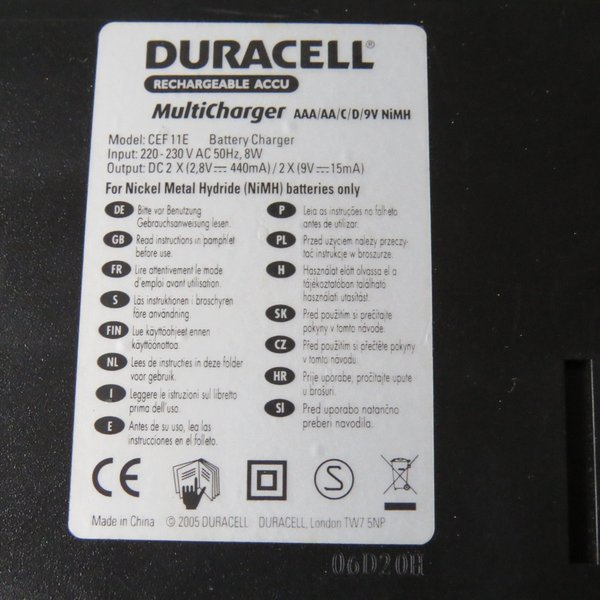 DURACELL®
RECHARGEABLE ACCU
MultiCharger AAA/AA/C/D/9V NiMH
Model: CEF 11E Battery Charger
Input: 220 - 230 V AC 50Hz, 8W
Output: DC 2 X (2,8V⎓ 440mA) / 2 X (9V⎓15mA)
For Nickel Metal Hydride (NiMH) batteries only
DE Bitte vor Benutzung
Gebrauchsanweisung lesen.
GB Read instructions in pamphlet
before use.
FR Lire attentivement le mode
d'emploi avant utilisation.
S Läs instruktionen i broschyren
före användning.
FIN Lue käyttöohjeet ennen
käyttöönottoa.
NL Lees de instructies in deze folder
voor gebruik.
I Leggere le istruzioni sul libretto
prima dell'uso.
E Antes de su uso, lea las
instrucciones en el folleto.
P Leia as instruções no folheto
antes de utilizar.
PL Przed użyciem należy przeczy-
tać instrukcje w broszurze.
H Használat előtt olvassa el a
tájékoztatóban található
használati utasítást.
SK Pred použitím si prečítajte
pokyny v tomto návode.
CZ Před použitím si přečtěte pokyny
v tomto návodu.
HR Prije uporabe, pročitajte upute
u brošuri.
SI Pred uporabo natančno
preberi navodila.
CE
S
Made in China © 2005 DURACELL DURACELL, London TW7 5NP
06D20H